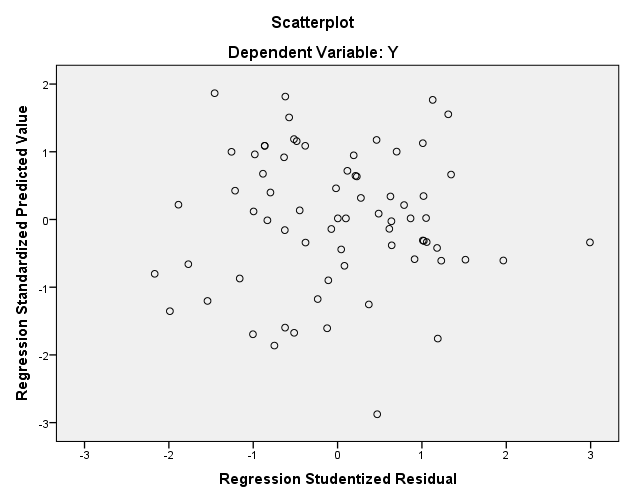 Scatterplot
Dependent Variable: Y
Regression Standardized Predicted Value
2
1
0
-1
-2
-3
-3 -2 -1 0 1 2 3
Regression Studentized Residual